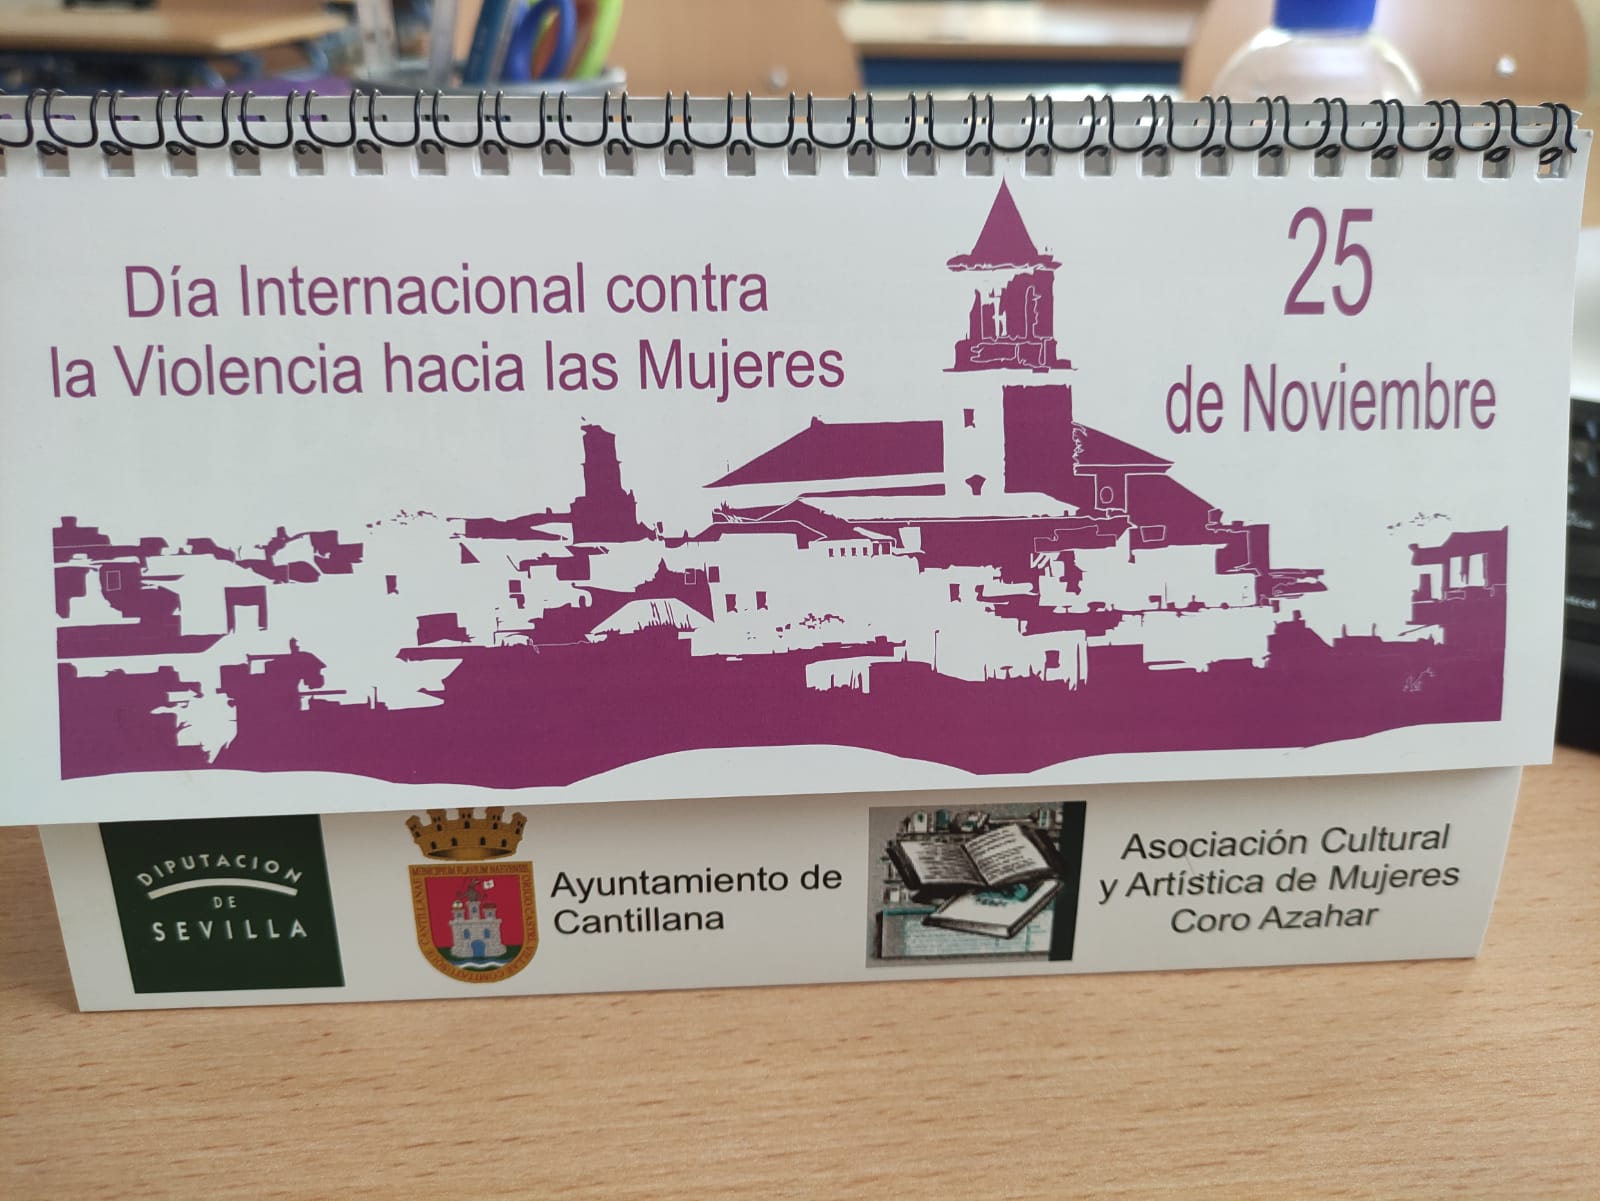 Día Internacional contra
la Violencia hacia las Mujeres
25
de Noviembre
DIPUTACION
DE
SEVILLA
Ayuntamiento de
Cantillana
Asociación Cultural
y Artística de Mujeres
Coro Azahar